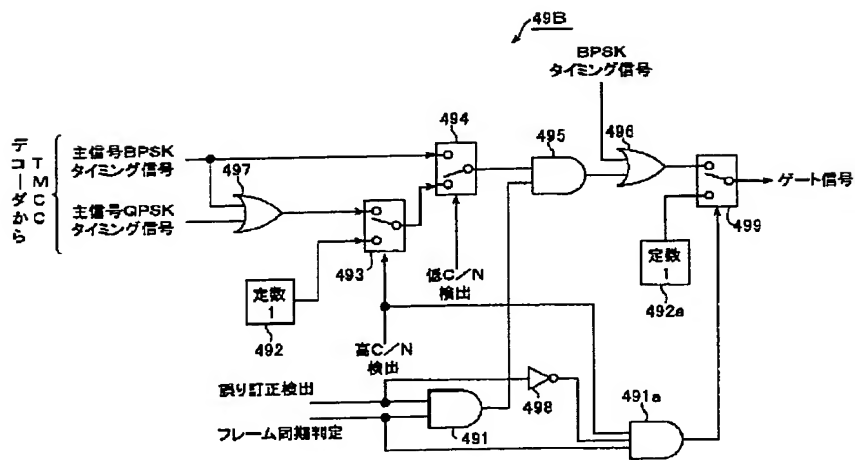 49B
BPSK
タイミング信号
494
495
496
デコーダから
TMCC
主信号BPSK
タイミング信号
497
ゲート信号
主信号QPSK
タイミング信号
499
493
低C/N
検出
定数
1
492
定数
1
492a
高C/N
検出
491a
誤り訂正検出
498
フレーム同期判定
491